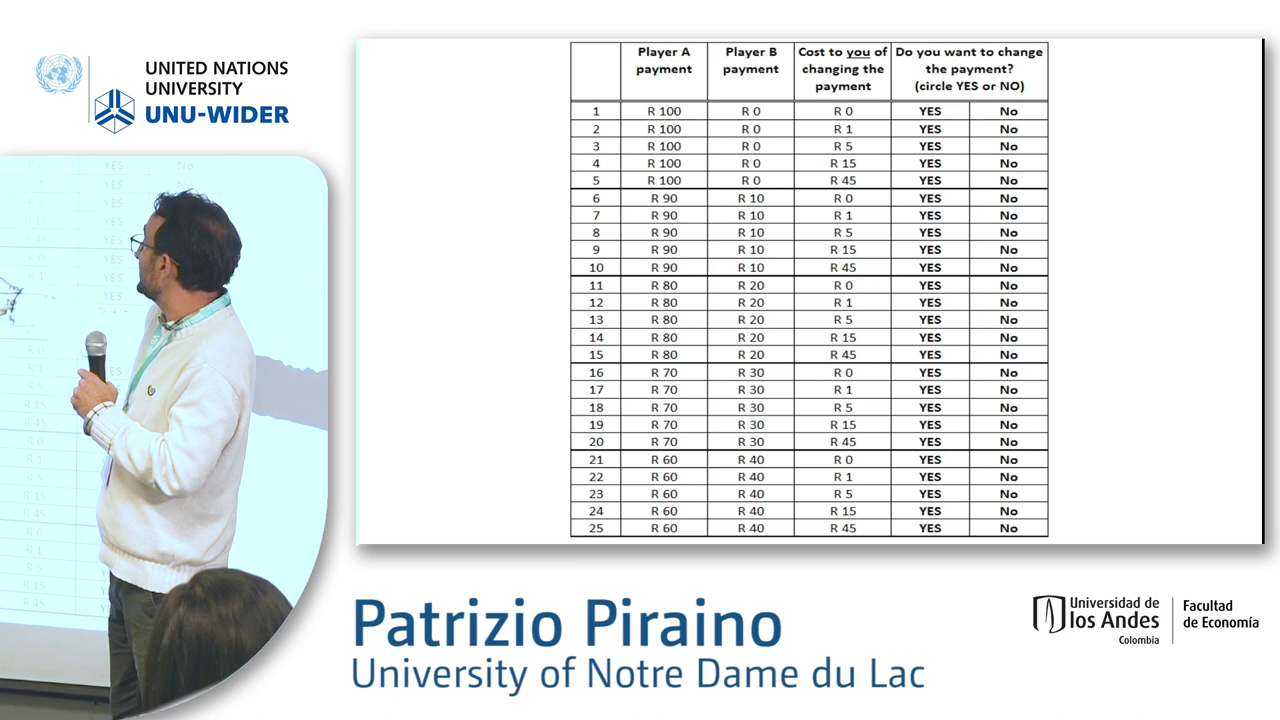 UNITED NATIONS
UNIVERSITY
UNU-WIDER
Player A payment Player B payment Cost to you of changing the payment Do you want to change the payment? (circle YES or NO)
1 R 100 R 0 R 0 YES No
2 R 100 R 0 R 1 YES No
3 R 100 R 0 R 5 YES No
4 R 100 R 0 R 15 YES No
5 R 100 R 0 R 45 YES No
6 R 90 R 10 R 0 YES No
7 R 90 R 10 R 1 YES No
8 R 90 R 10 R 5 YES No
9 R 90 R 10 R 15 YES No
10 R 90 R 10 R 45 YES No
11 R 80 R 20 R 0 YES No
12 R 80 R 20 R 1 YES No
13 R 80 R 20 R 5 YES No
14 R 80 R 20 R 15 YES No
15 R 80 R 20 R 45 YES No
16 R 70 R 30 R 0 YES No
17 R 70 R 30 R 1 YES No
18 R 70 R 30 R 5 YES No
19 R 70 R 30 R 15 YES No
20 R 70 R 30 R 45 YES No
21 R 60 R 40 R 0 YES No
22 R 60 R 40 R 1 YES No
23 R 60 R 40 R 5 YES No
24 R 60 R 40 R 15 YES No
25 R 60 R 40 R 45 YES No
Patrizio Piraino
University of Notre Dame du Lac
Universidad de
los Andes
Colombia
Facultad
de Economía